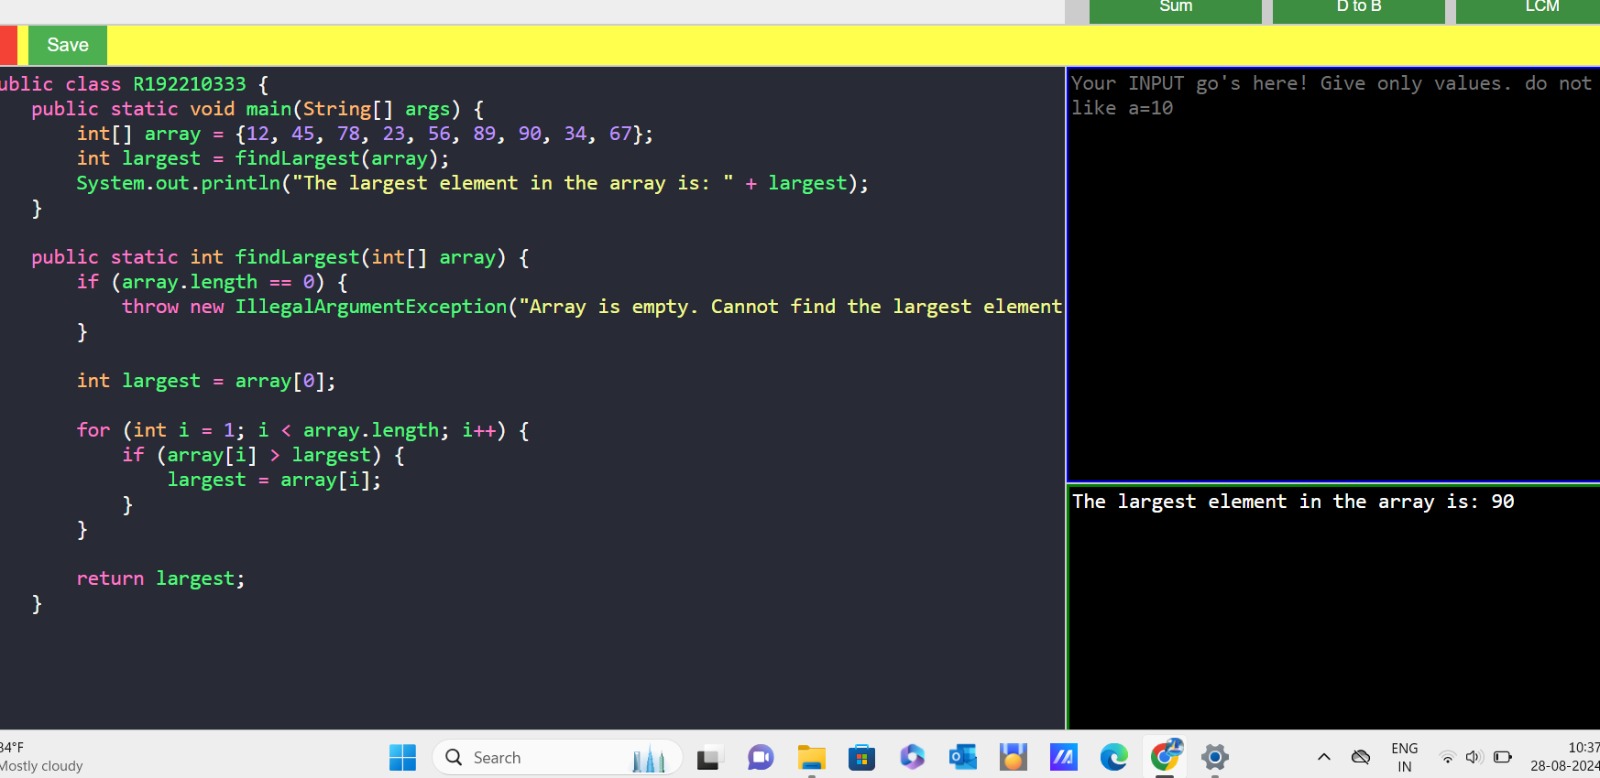 Sum D to B LCM
Save
ublic class R192210333 {
public static void main(String[] args) {
int[] array = {12, 45, 78, 23, 56, 89, 90, 34, 67};
int largest = findLargest(array);
System.out.println("The largest element in the array is: " + largest);
}
public static int findLargest(int[] array) {
if (array.length == 0) {
throw new IllegalArgumentException("Array is empty. Cannot find the largest element
}
int largest = array[0];
for (int i = 1; i < array.length; i++) {
if (array[i] > largest) {
largest = array[i];
}
}
return largest;
}
Your INPUT go's here! Give only values. do not
like a=10
The largest element in the array is: 90
34°F
Mostly cloudy
Search
ENG
IN
10:37
28-08-2024